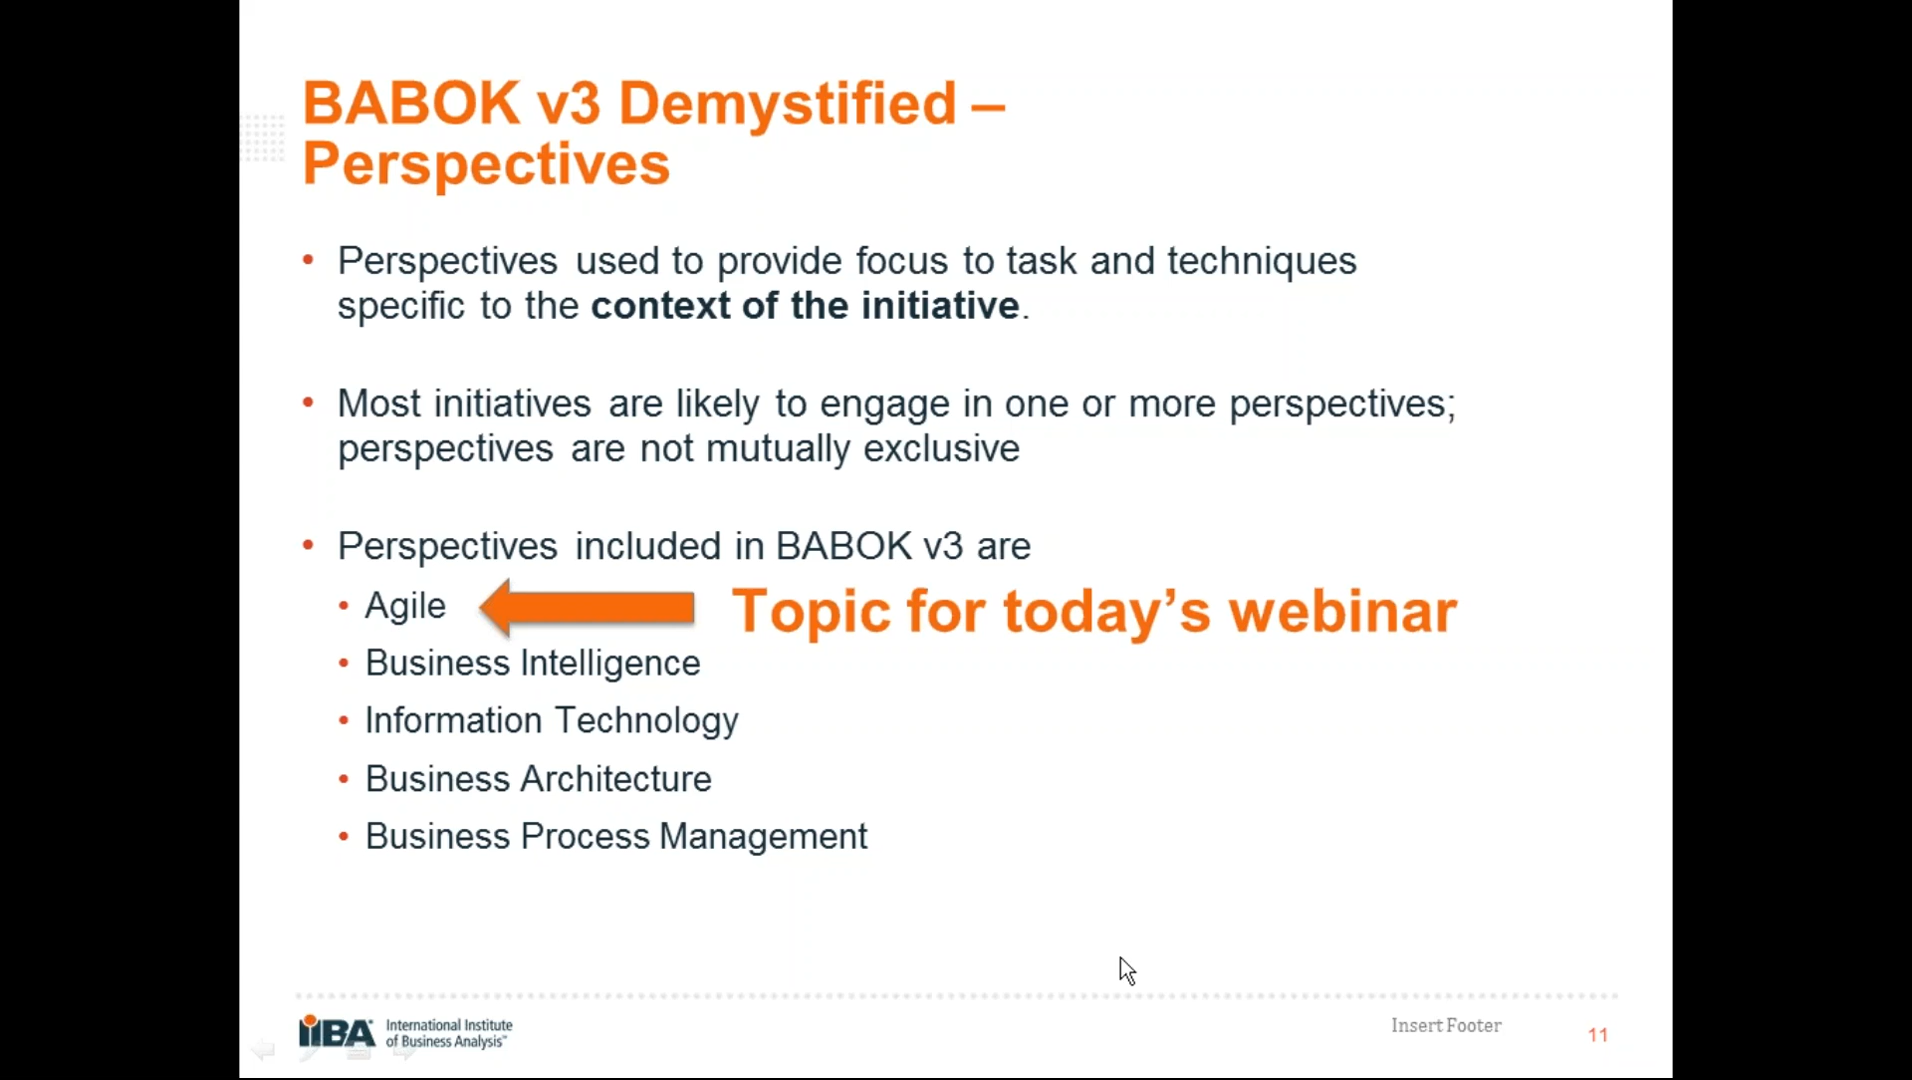 BABOK v3 Demystified –
Perspectives
• Perspectives used to provide focus to task and techniques
specific to the context of the initiative.
• Most initiatives are likely to engage in one or more perspectives;
perspectives are not mutually exclusive
• Perspectives included in BABOK v3 are
• Agile
Topic for today’s webinar
• Business Intelligence
• Information Technology
• Business Architecture
• Business Process Management
IIBA International Institute
of Business Analysis™
Insert Footer
11